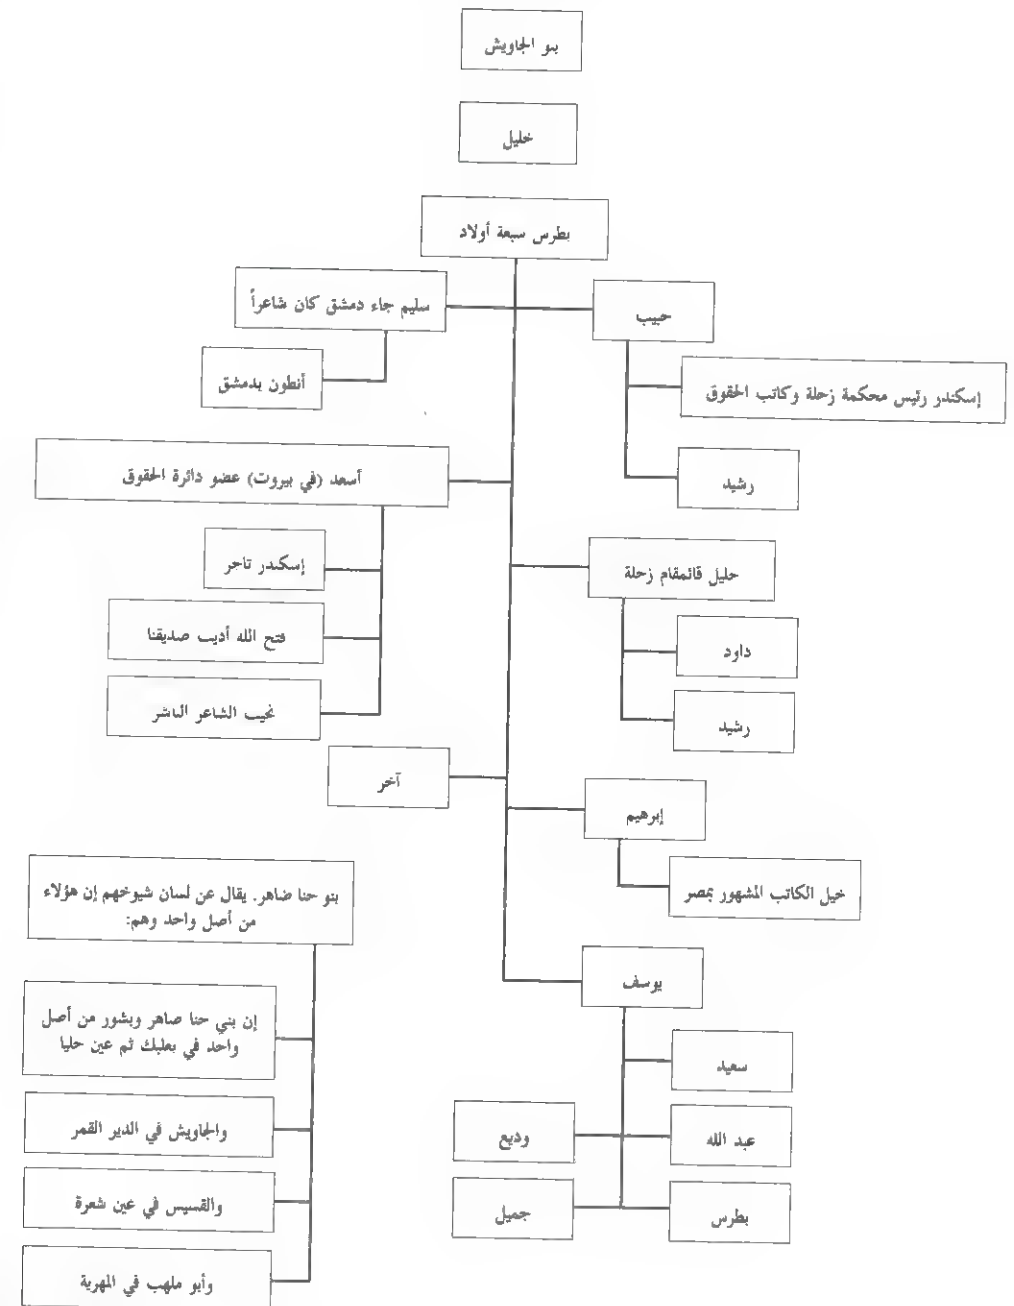 بنو الجاويش
خليل
بطرس سبعة أولاد
حبيب
سليم جاء دمشق كان شاعراً
أنطون بدمشق
إسكندر رئيس محكمة زحلة وكاتب الحقوق
رشيد
أسعد (في بيروت) عضو دائرة الحقوق
إسكندر تاجر
فتح الله أديب صديقنا
نجيب الشاعر الناشر
خليل قائمقام زحلة
داود
رشيد
آخر
إبرهيم
خيل الكاتب المشهور بمصر
يوسف
سعيد
عبد الله
وديع
بطرس
جميل
بنو حنا ضاهر. يقال عن لسان شيوخهم إن هؤلاء
من أصل واحد وهم:
إن بني حنا صاهر وبشور من أصل
واحد في بعلبك ثم عين حليا
والجاويش في الدير القمر
والقسيس في عين شعرة
وأبو ملهب في المهرية